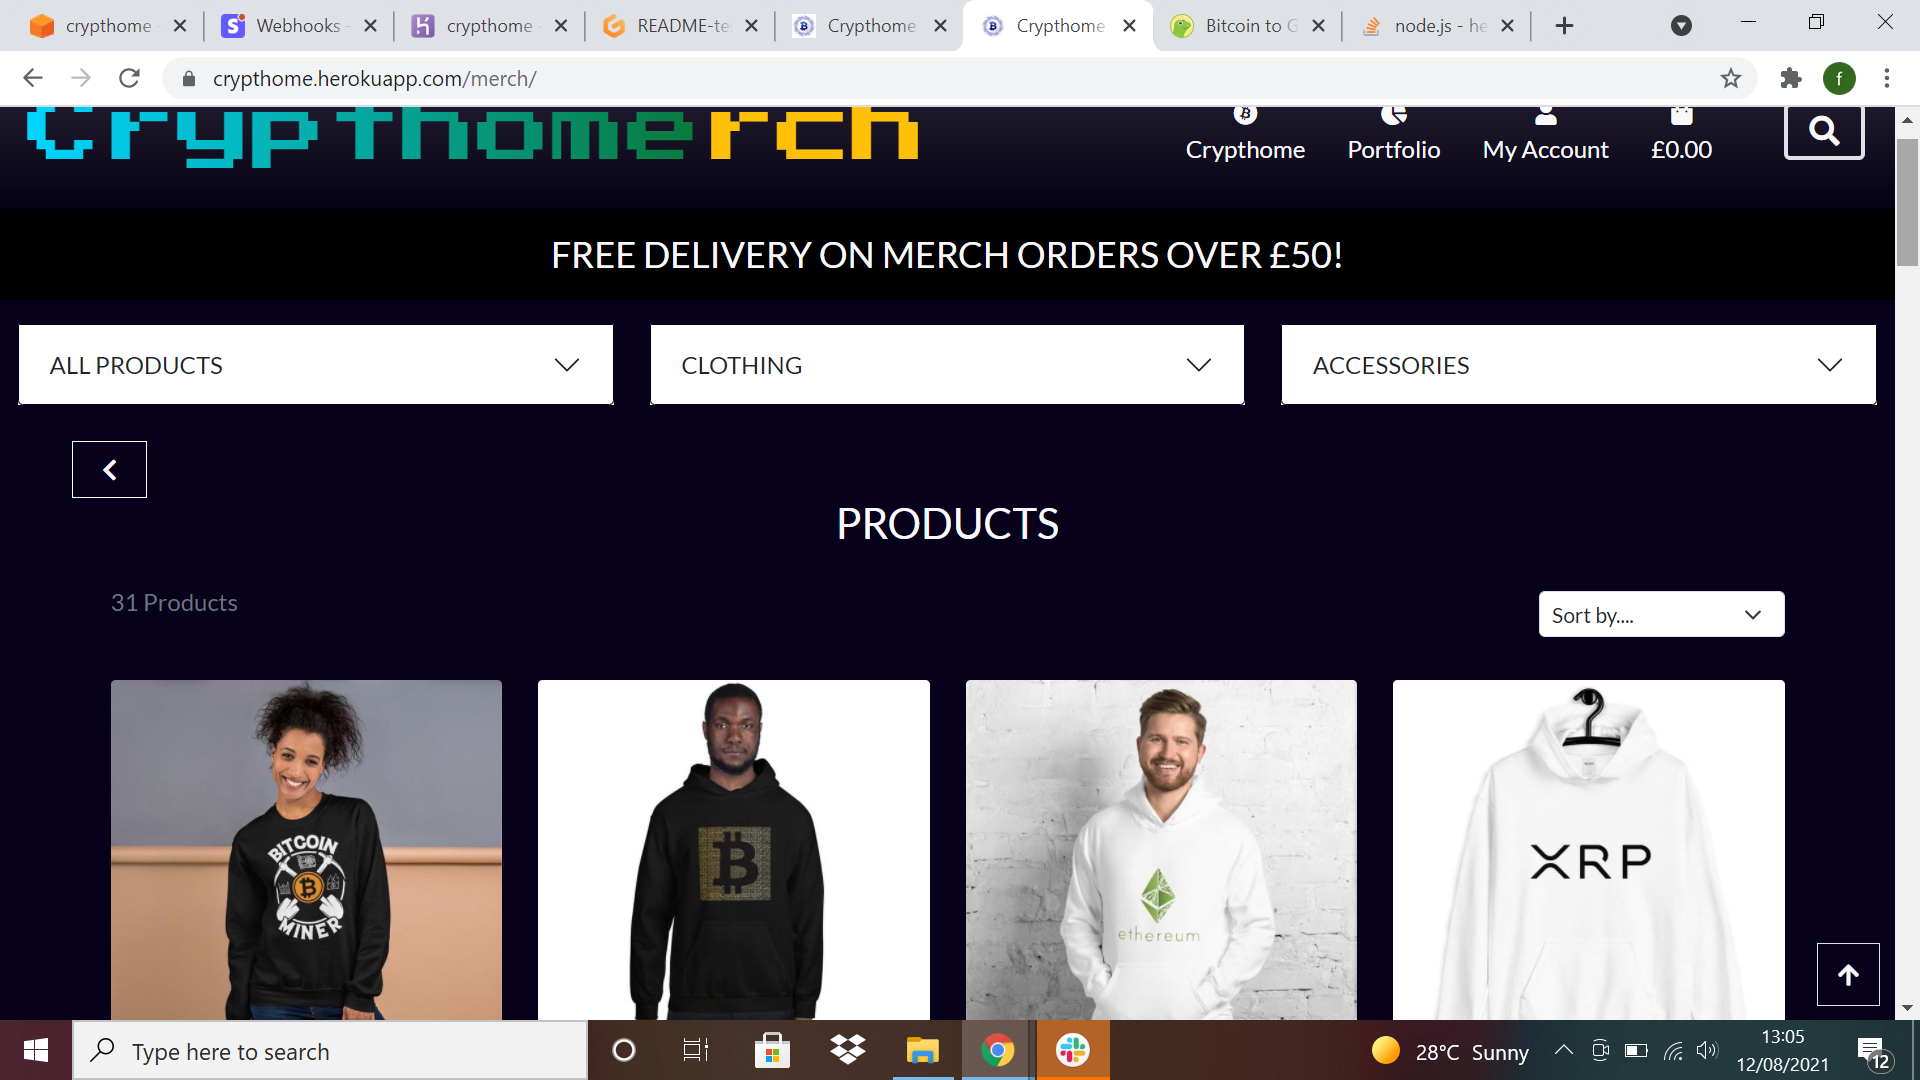 crypthome
Webhooks -
crypthome
README-te
Crypthome
Crypthome
Bitcoin to G
node.js - he
crypthome.herokuapp.com/merch/
f
Crypthomerch
Crypthome
Portfolio
My Account
£0.00
FREE DELIVERY ON MERCH ORDERS OVER £50!
ALL PRODUCTS
CLOTHING
ACCESSORIES
PRODUCTS
31 Products
Sort by....
BITCOIN
MINER
ethereum
XRP
Type here to search
28°C Sunny
13:05
12/08/2021
12